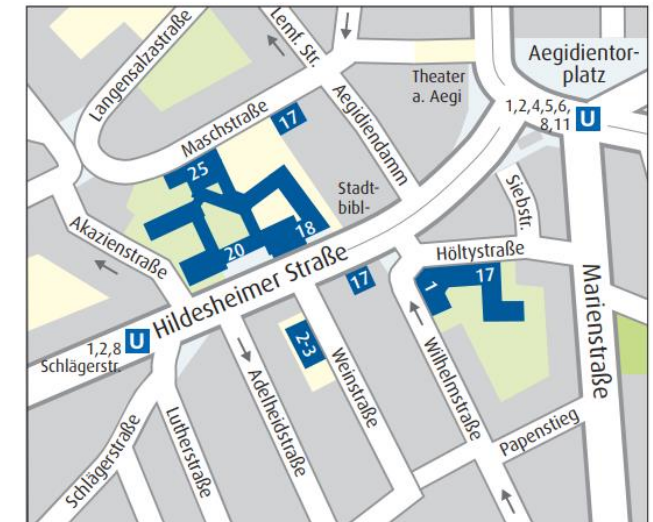 Langensalzastraße
Lemf. Str.
Aegidientor-
platz
Theater
a. Aegi
1,2,4,5,6,
8,11
U
Maschstraße
17
Aegidiendamm
25
Stadt-
bibl-
Siebstr.
Akazienstraße
18
20
Höltystraße
17
17
1
Hildesheimer Straße
U
1,2,8
Schlägerstr.
2-3
Marienstraße
Weinstraße
Wilhelmstraße
Adelheidstraße
Lutherstraße
Schlägerstraße
Papenstieg